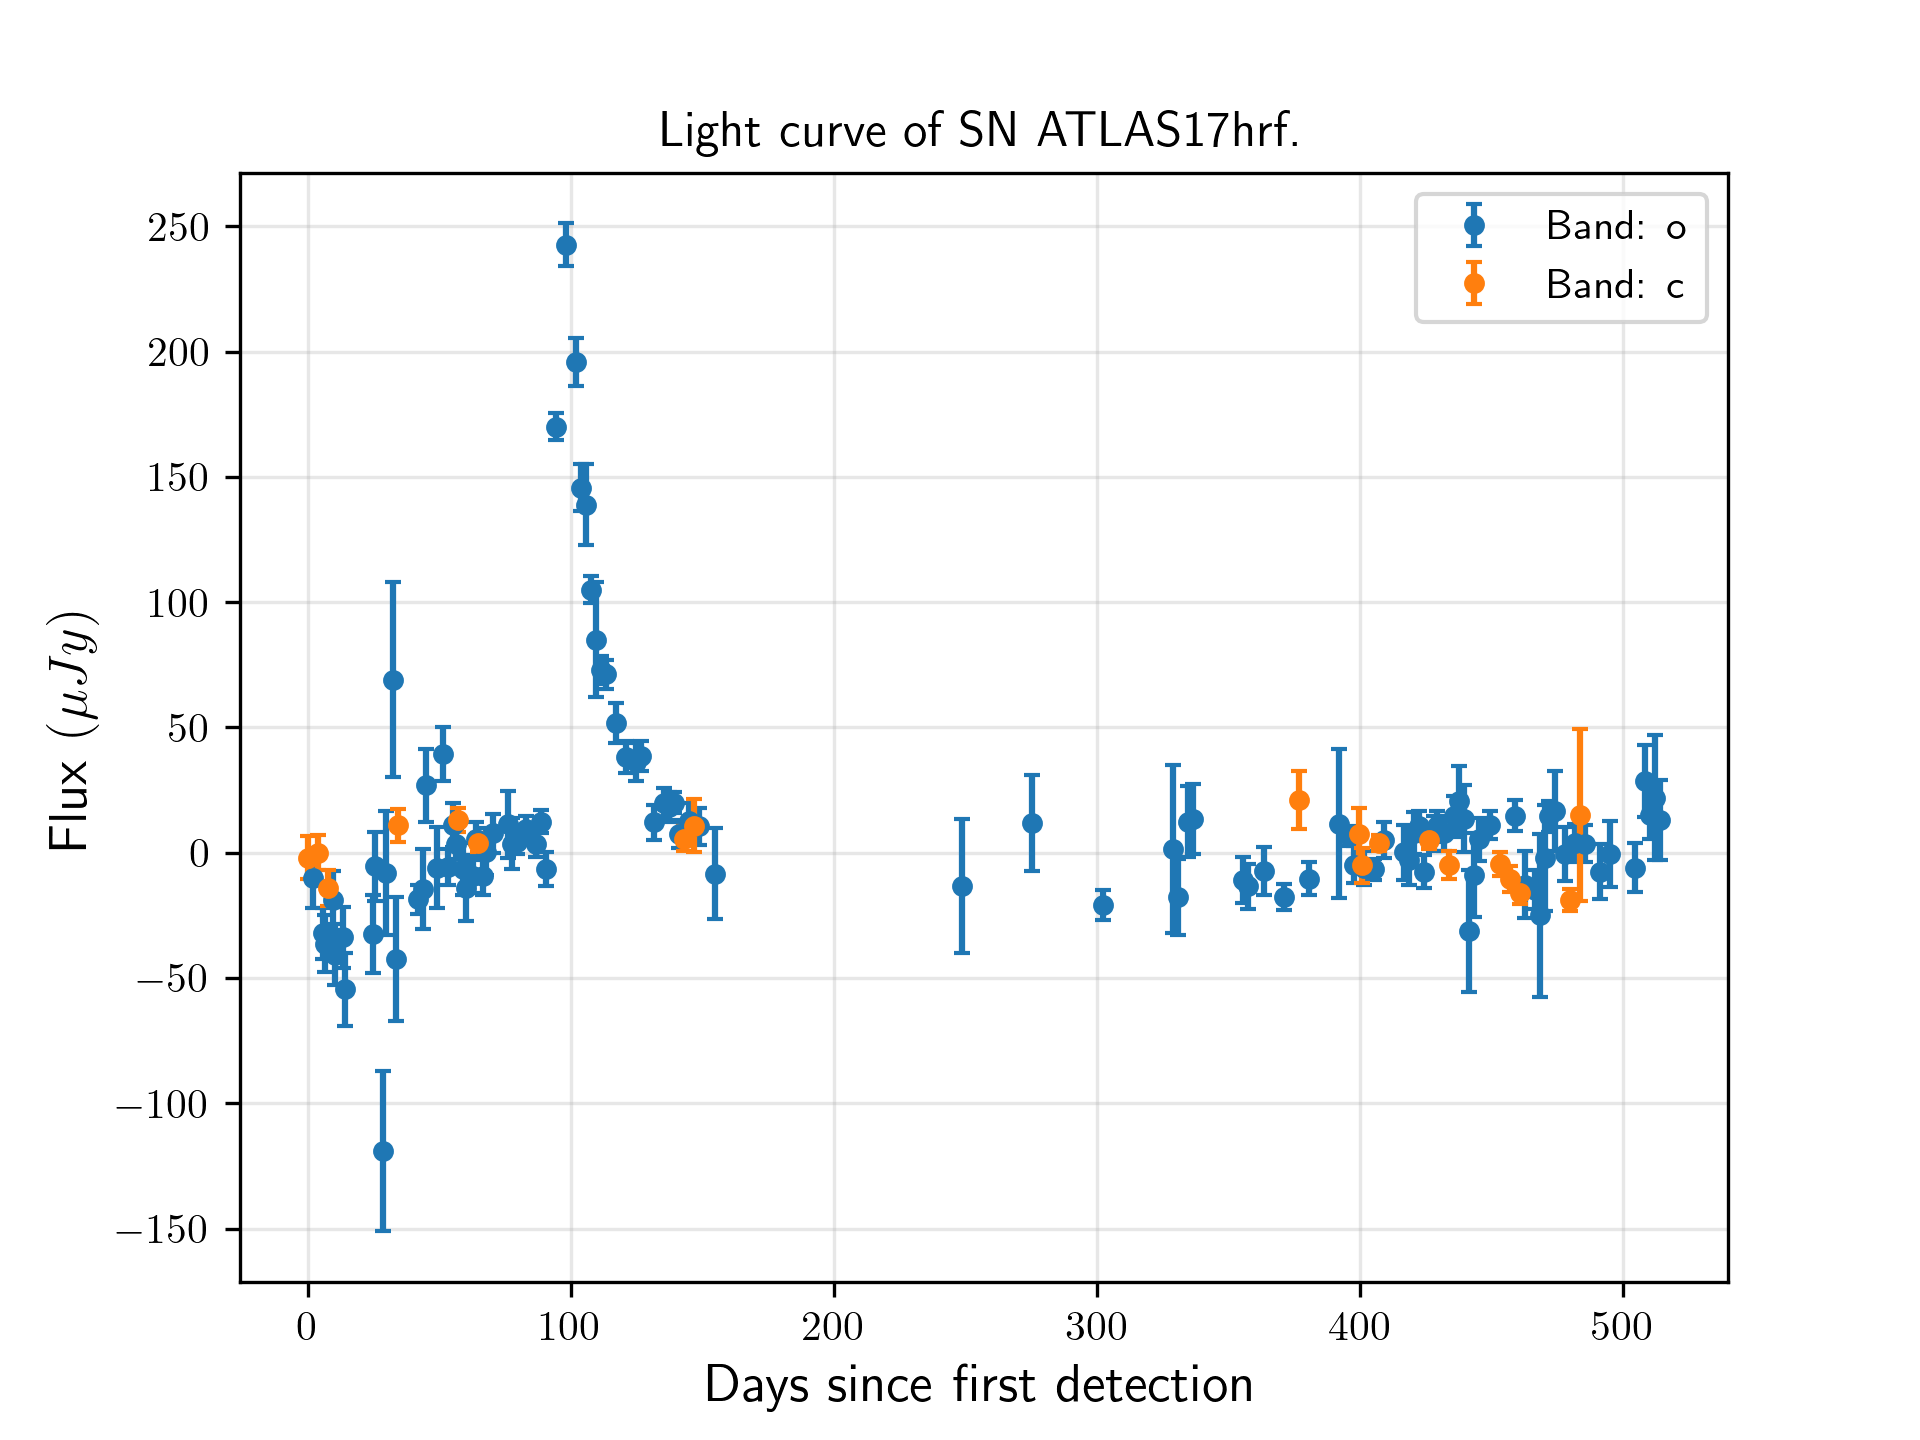 Light curve of SN ATLAS17hrf.
250
200
150
100
50
0
−50
−100
−150
Flux (μJy)
Band: o
Band: c
0 100 200 300 400 500
Days since first detection